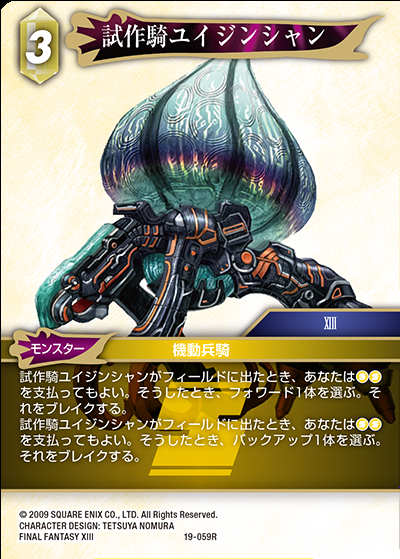 3
試作騎ユイジンシャン
XIII
モンスター
機動兵騎
試作騎ユイジンシャンがフィールドに出たとき、あなたは
を支払ってもよい。そうしたとき、フォワード1体を選ぶ。そ
れをブレイクする。
試作騎ユイジンシャンがフィールドに出たとき、あなたは
を支払ってもよい。そうしたとき、バックアップ1体を選ぶ。
それをブレイクする。
© 2009 SQUARE ENIX CO., LTD. All Rights Reserved.
CHARACTER DESIGN: TETSUYA NOMURA
FINAL FANTASY XIII 19-059R